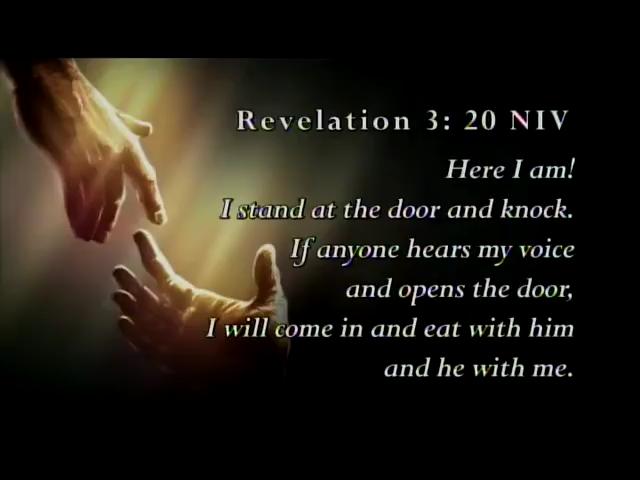 Revelation 3: 20 NIV
Here I am!
I stand at the door and knock.
If anyone hears my voice
and opens the door,
I will come in and eat with him
and he with me.